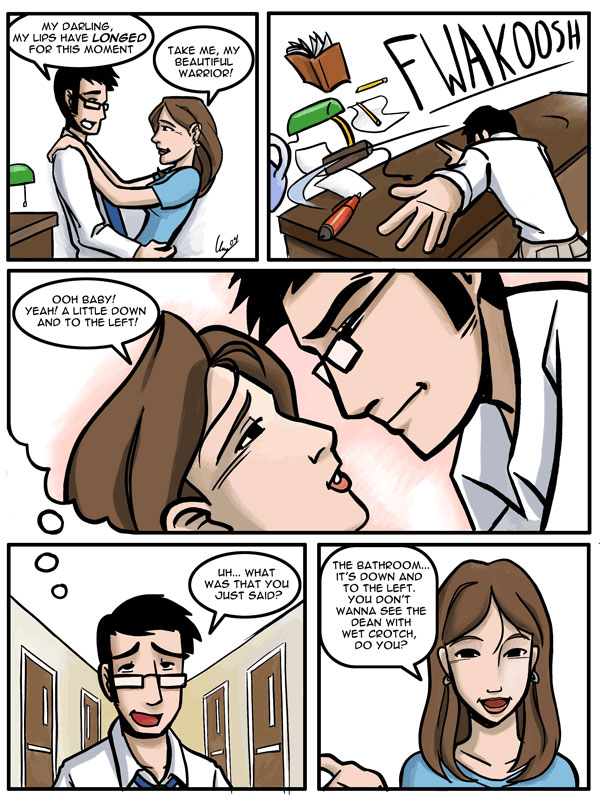 MY DARLING,
MY LIPS HAVE LONGED
FOR THIS MOMENT
TAKE ME, MY
BEAUTIFUL
WARRIOR!
FWAKOOSH
OOH BABY!
YEAH! A LITTLE DOWN
AND TO THE LEFT!
UH... WHAT
WAS THAT YOU
JUST SAID?
THE BATHROOM...
IT'S DOWN AND
TO THE LEFT.
YOU DON'T
WANNA SEE THE
DEAN WITH
WET CROTCH,
DO YOU?